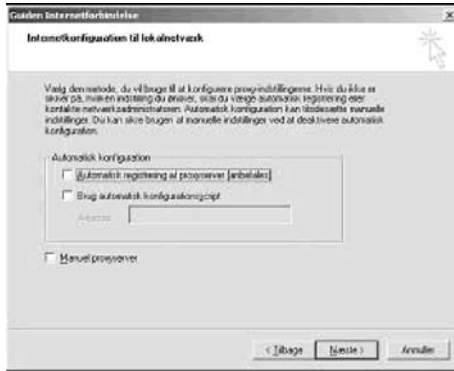 Guiden Internetforbindelse
Internetkonfiguration til lokalnetværk
Vælg den metode, du vil bruge til at konfigurere proxy-indstillingerne. Hvis du ikke er
sikker på, hvilken indstilling du ønsker, skal du vælge automatisk registrering eller
kontakte netværksadministratoren. Automatisk konfiguration kan tilsidesætte manuelle
indstillinger. Du kan sikre brugen af manuelle indstillinger ved at deaktivere automatisk
konfiguration.
Automatisk konfiguration
Automatisk registrering af proxyserver (anbefales)
Brug automatisk konfigurationsscript
Adresse:
Manuel proxyserver
< Tilbage
Næste >
Annuller